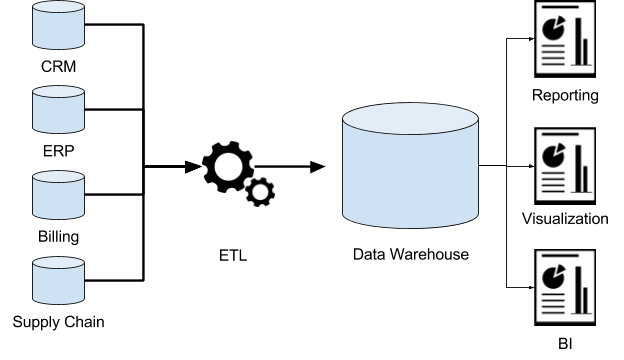 CRM
ERP
Billing
Supply Chain
ETL
Data Warehouse
Reporting
Visualization
BI